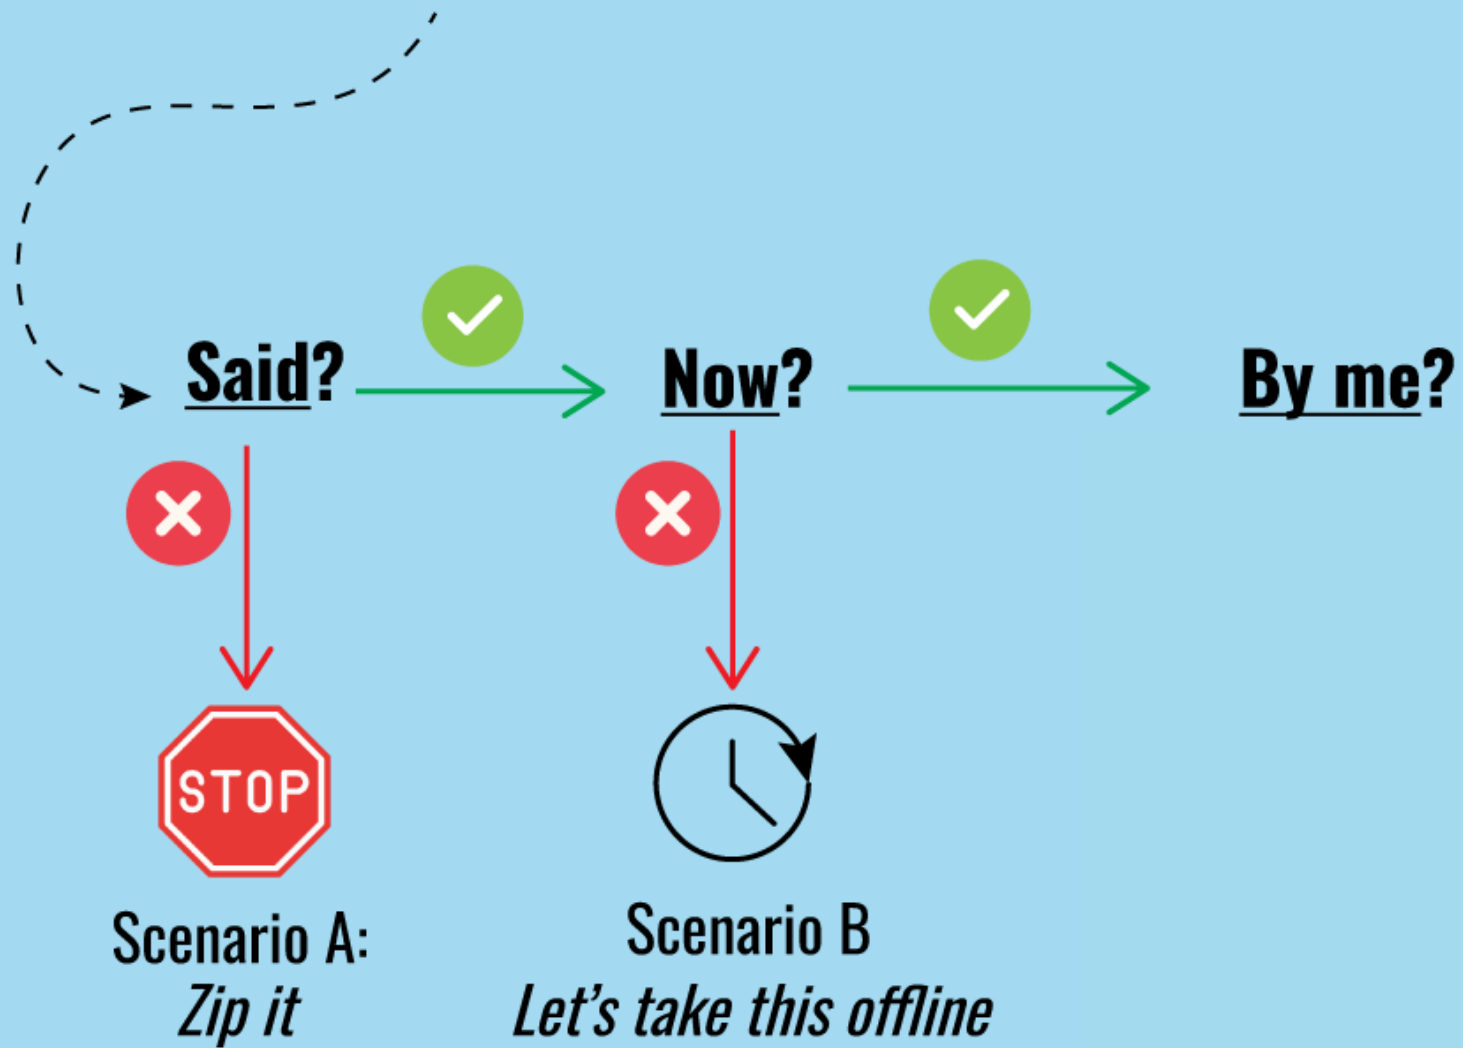 Said?
Now?
By me?
STOP
Scenario A:
Zip it
Scenario B
Let’s take this offline